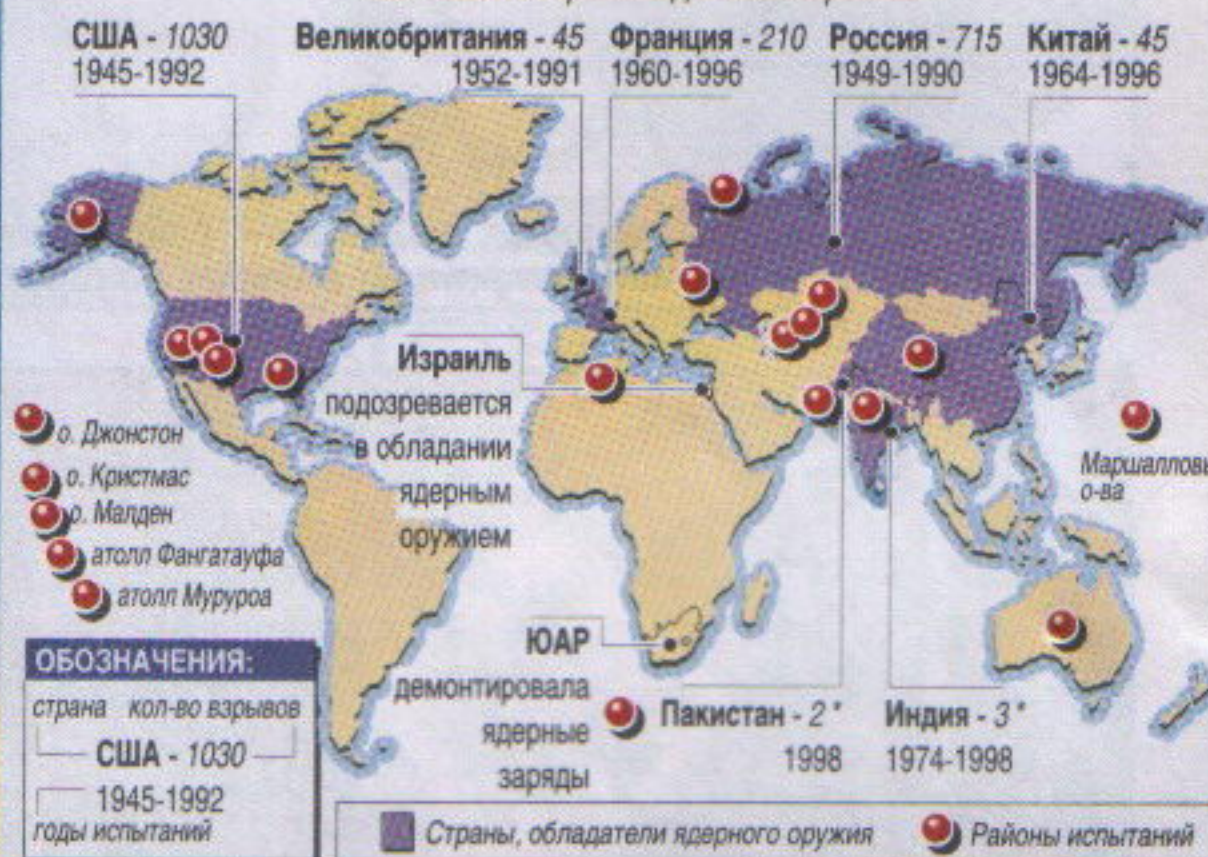 США - 1030
1945-1992
Великобритания - 45
1952-1991
Франция - 210
1960-1996
Россия - 715
1949-1990
Китай - 45
1964-1996
Израиль
подозревается
в обладании
ядерным
оружием
о. Джонстон
о. Кристмас
о. Малден
атолл Фангатауфа
атолл Муруроа
Маршалловы
о-ва
ЮАР
демонтировала
ядерные
заряды
Пакистан - 2*
1998
Индия - 3*
1974-1998
ОБОЗНАЧЕНИЯ:
страна кол-во взрывов
США - 1030
1945-1992
годы испытаний
Страны, обладатели ядерного оружия
Районы испытаний